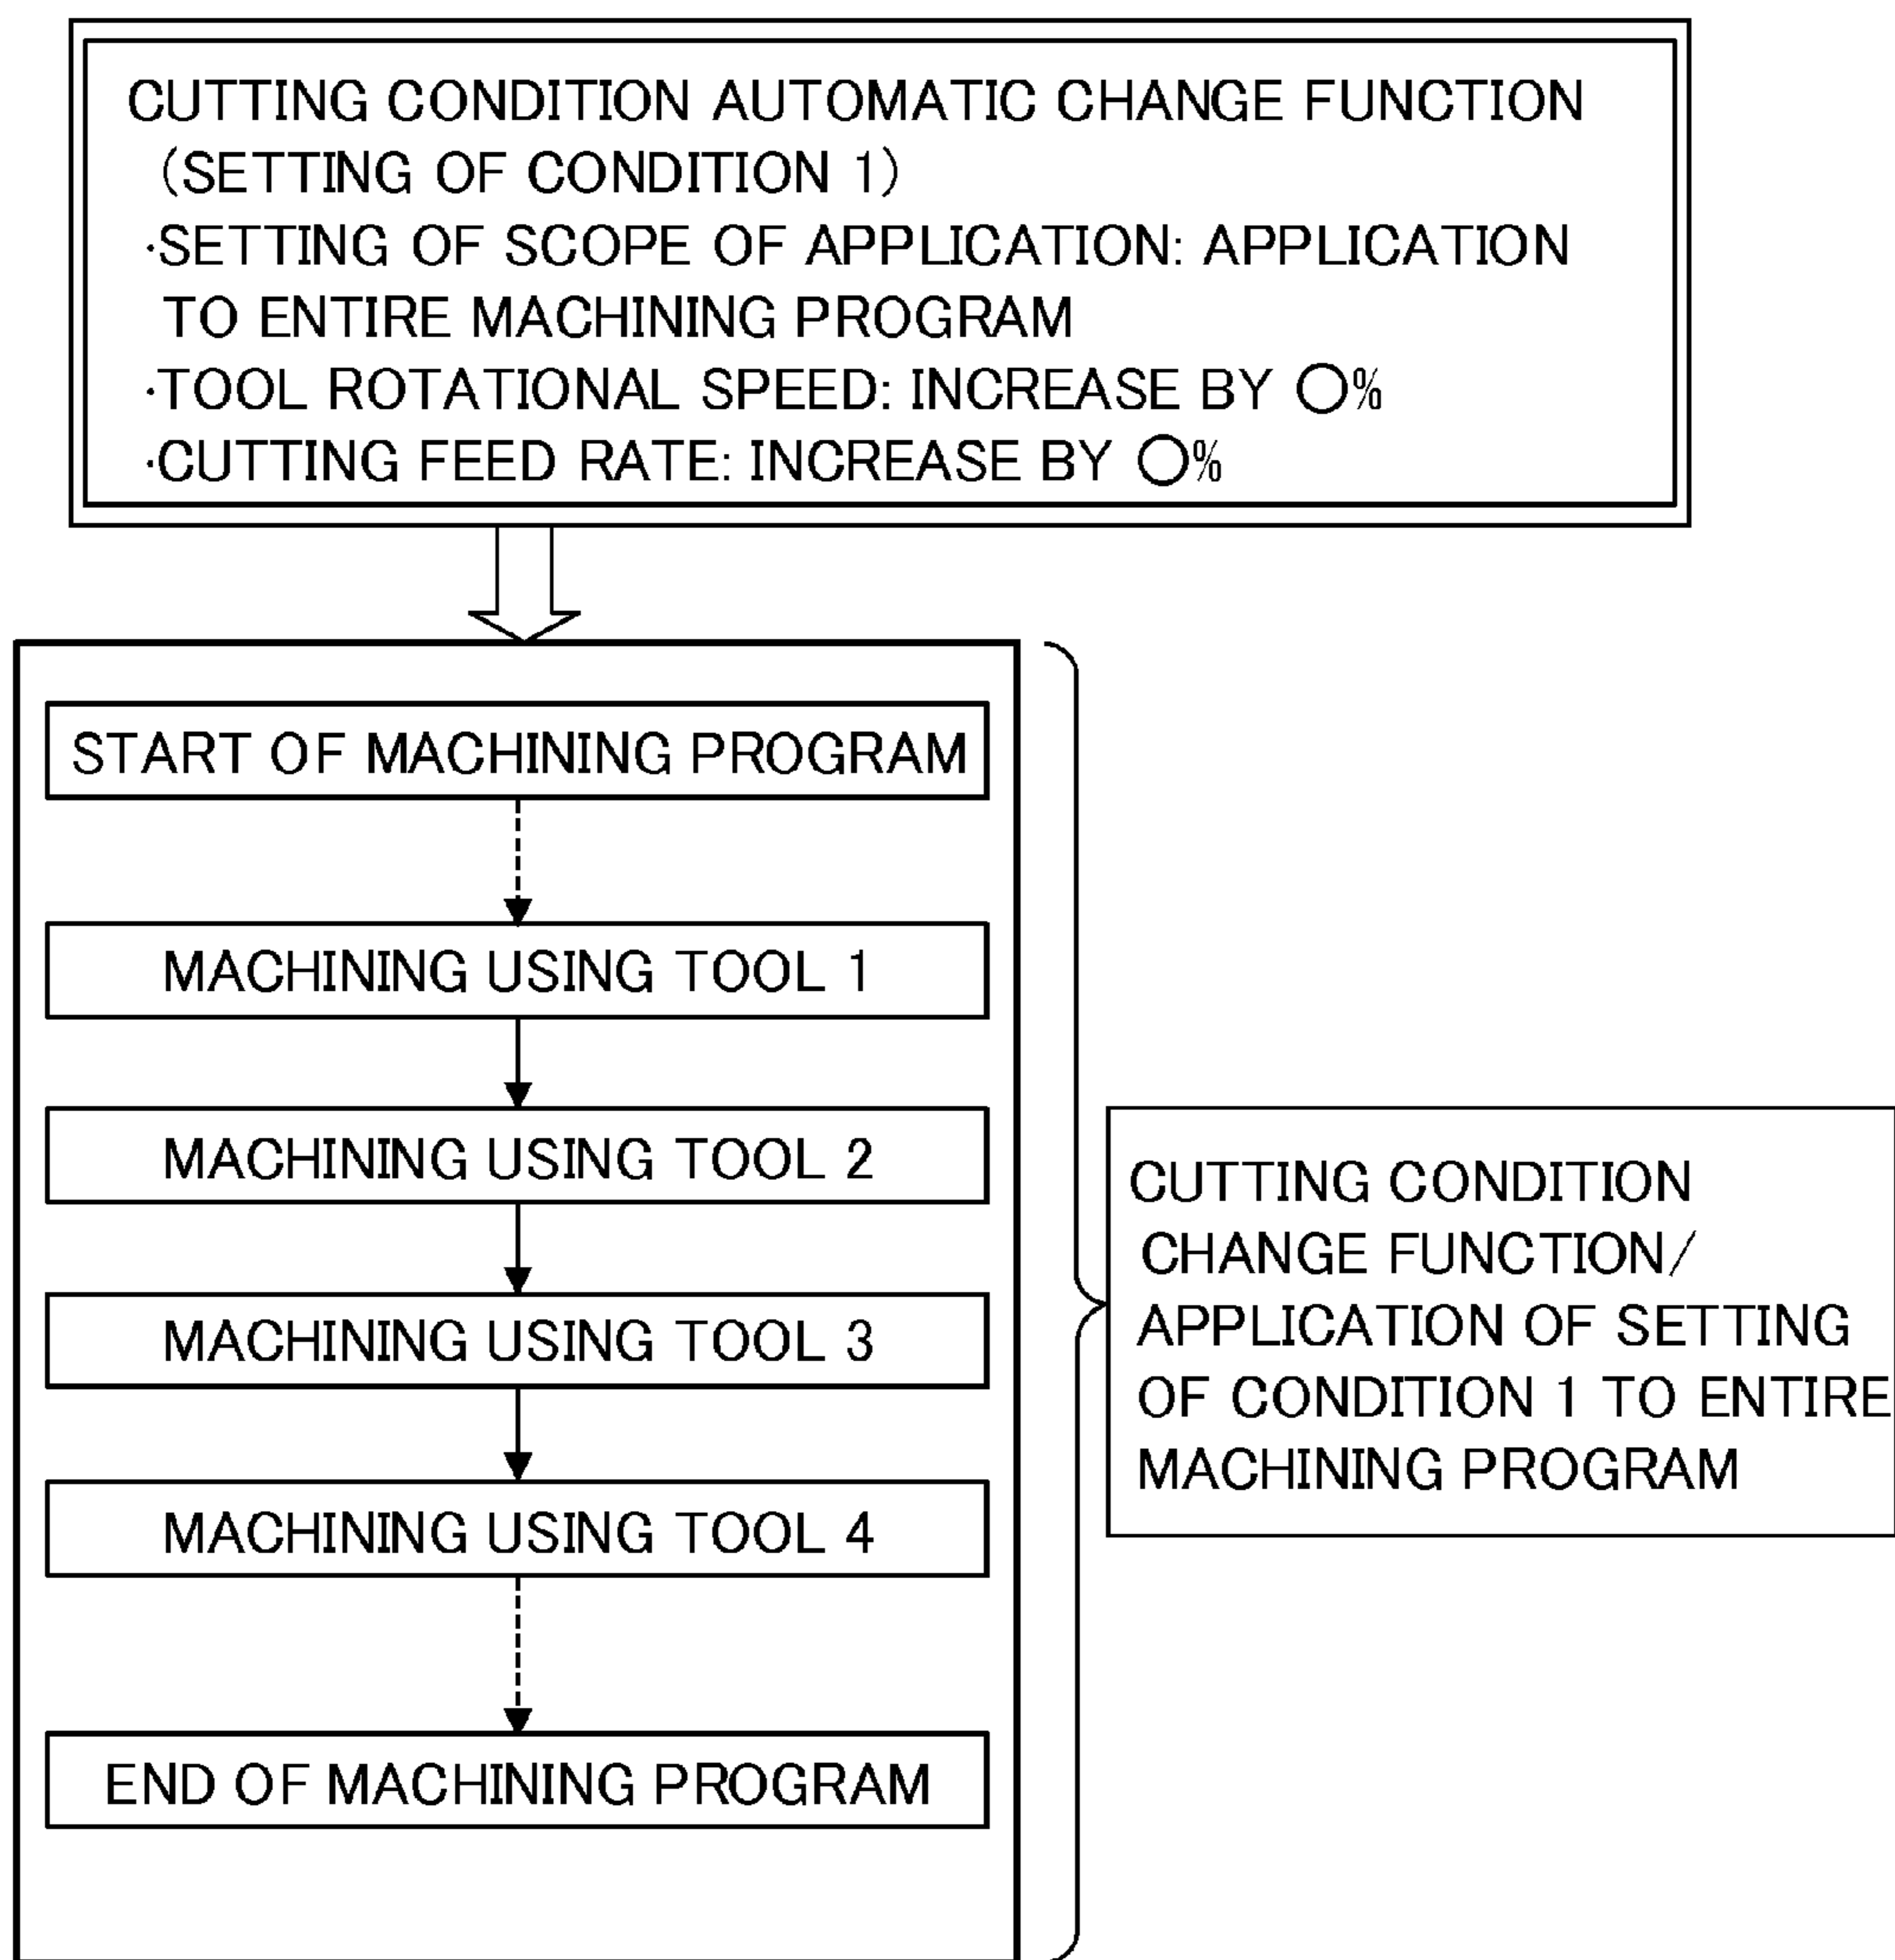 CUTTING CONDITION AUTOMATIC CHANGE FUNCTION
(SETTING OF CONDITION 1)
·SETTING OF SCOPE OF APPLICATION: APPLICATION
TO ENTIRE MACHINING PROGRAM
·TOOL ROTATIONAL SPEED: INCREASE BY ○%
·CUTTING FEED RATE: INCREASE BY ○%
START OF MACHINING PROGRAM
MACHINING USING TOOL 1
MACHINING USING TOOL 2
MACHINING USING TOOL 3
MACHINING USING TOOL 4
END OF MACHINING PROGRAM
CUTTING CONDITION
CHANGE FUNCTION/
APPLICATION OF SETTING
OF CONDITION 1 TO ENTIRE
MACHINING PROGRAM